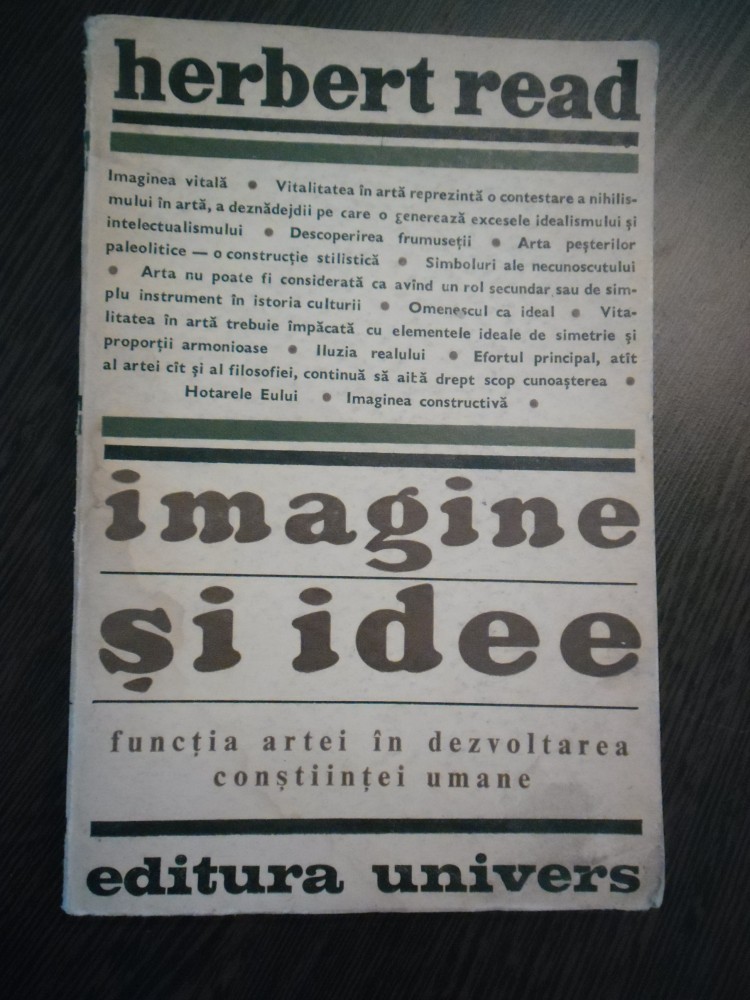 herbert read
Imaginea vitală • Vitalitatea în artă reprezintă o contestare a nihilis-
mului în artă, a deznădejdii pe care o generează excesele idealismului și
intelectualismului • Descoperirea frumuseții • Arta peșterilor
paleolitice — o construcție stilistică • Simboluri ale necunoscutului
• Arta nu poate fi considerată ca avînd un rol secundar sau de sim-
plu instrument în istoria culturii • Omenescul ca ideal • Vita-
litatea în artă trebuie împăcată cu elementele ideale de simetrie și
proporții armonioase • Iluzia realului • Efortul principal, atît
al artei cît și al filosofiei, continuă să aibă drept scop cunoașterea •
Hotarele Eului • Imaginea constructivă •
imagine
și idee
funcția artei în dezvoltarea
conștiinței umane
editura univers